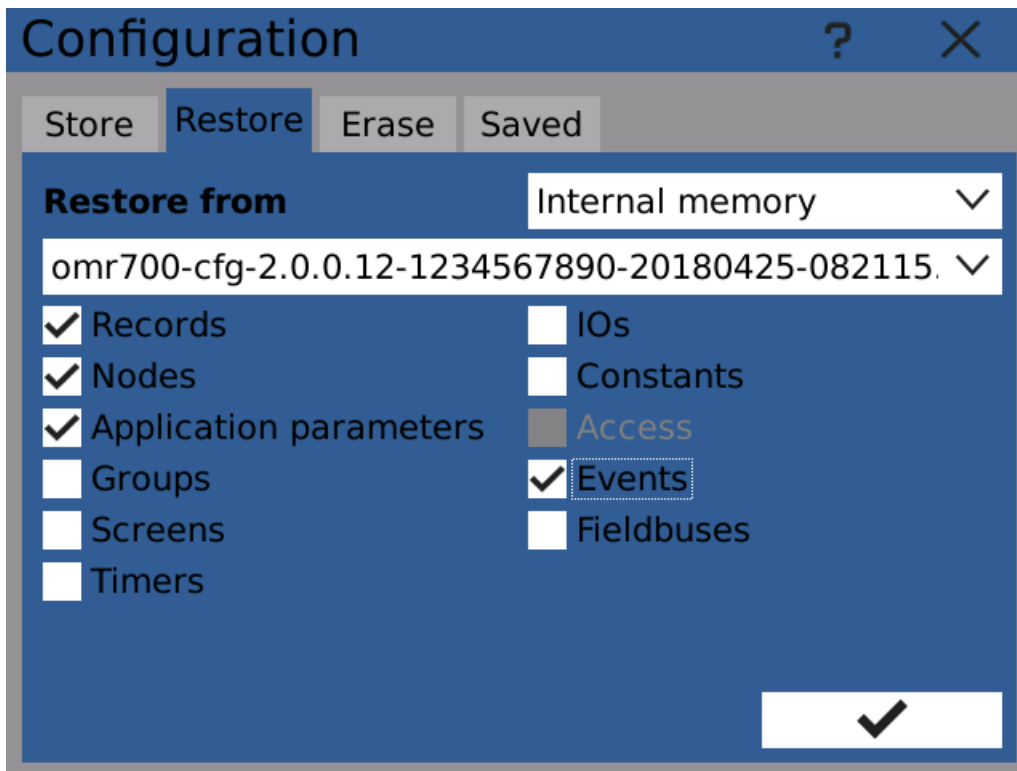 Configuration ?
Store Restore Erase Saved
Restore from Internal memory
omr700-cfg-2.0.0.12-1234567890-20180425-082115.
Records IOs
Nodes Constants
Application parameters Access
Groups Events
Screens Fieldbuses
Timers